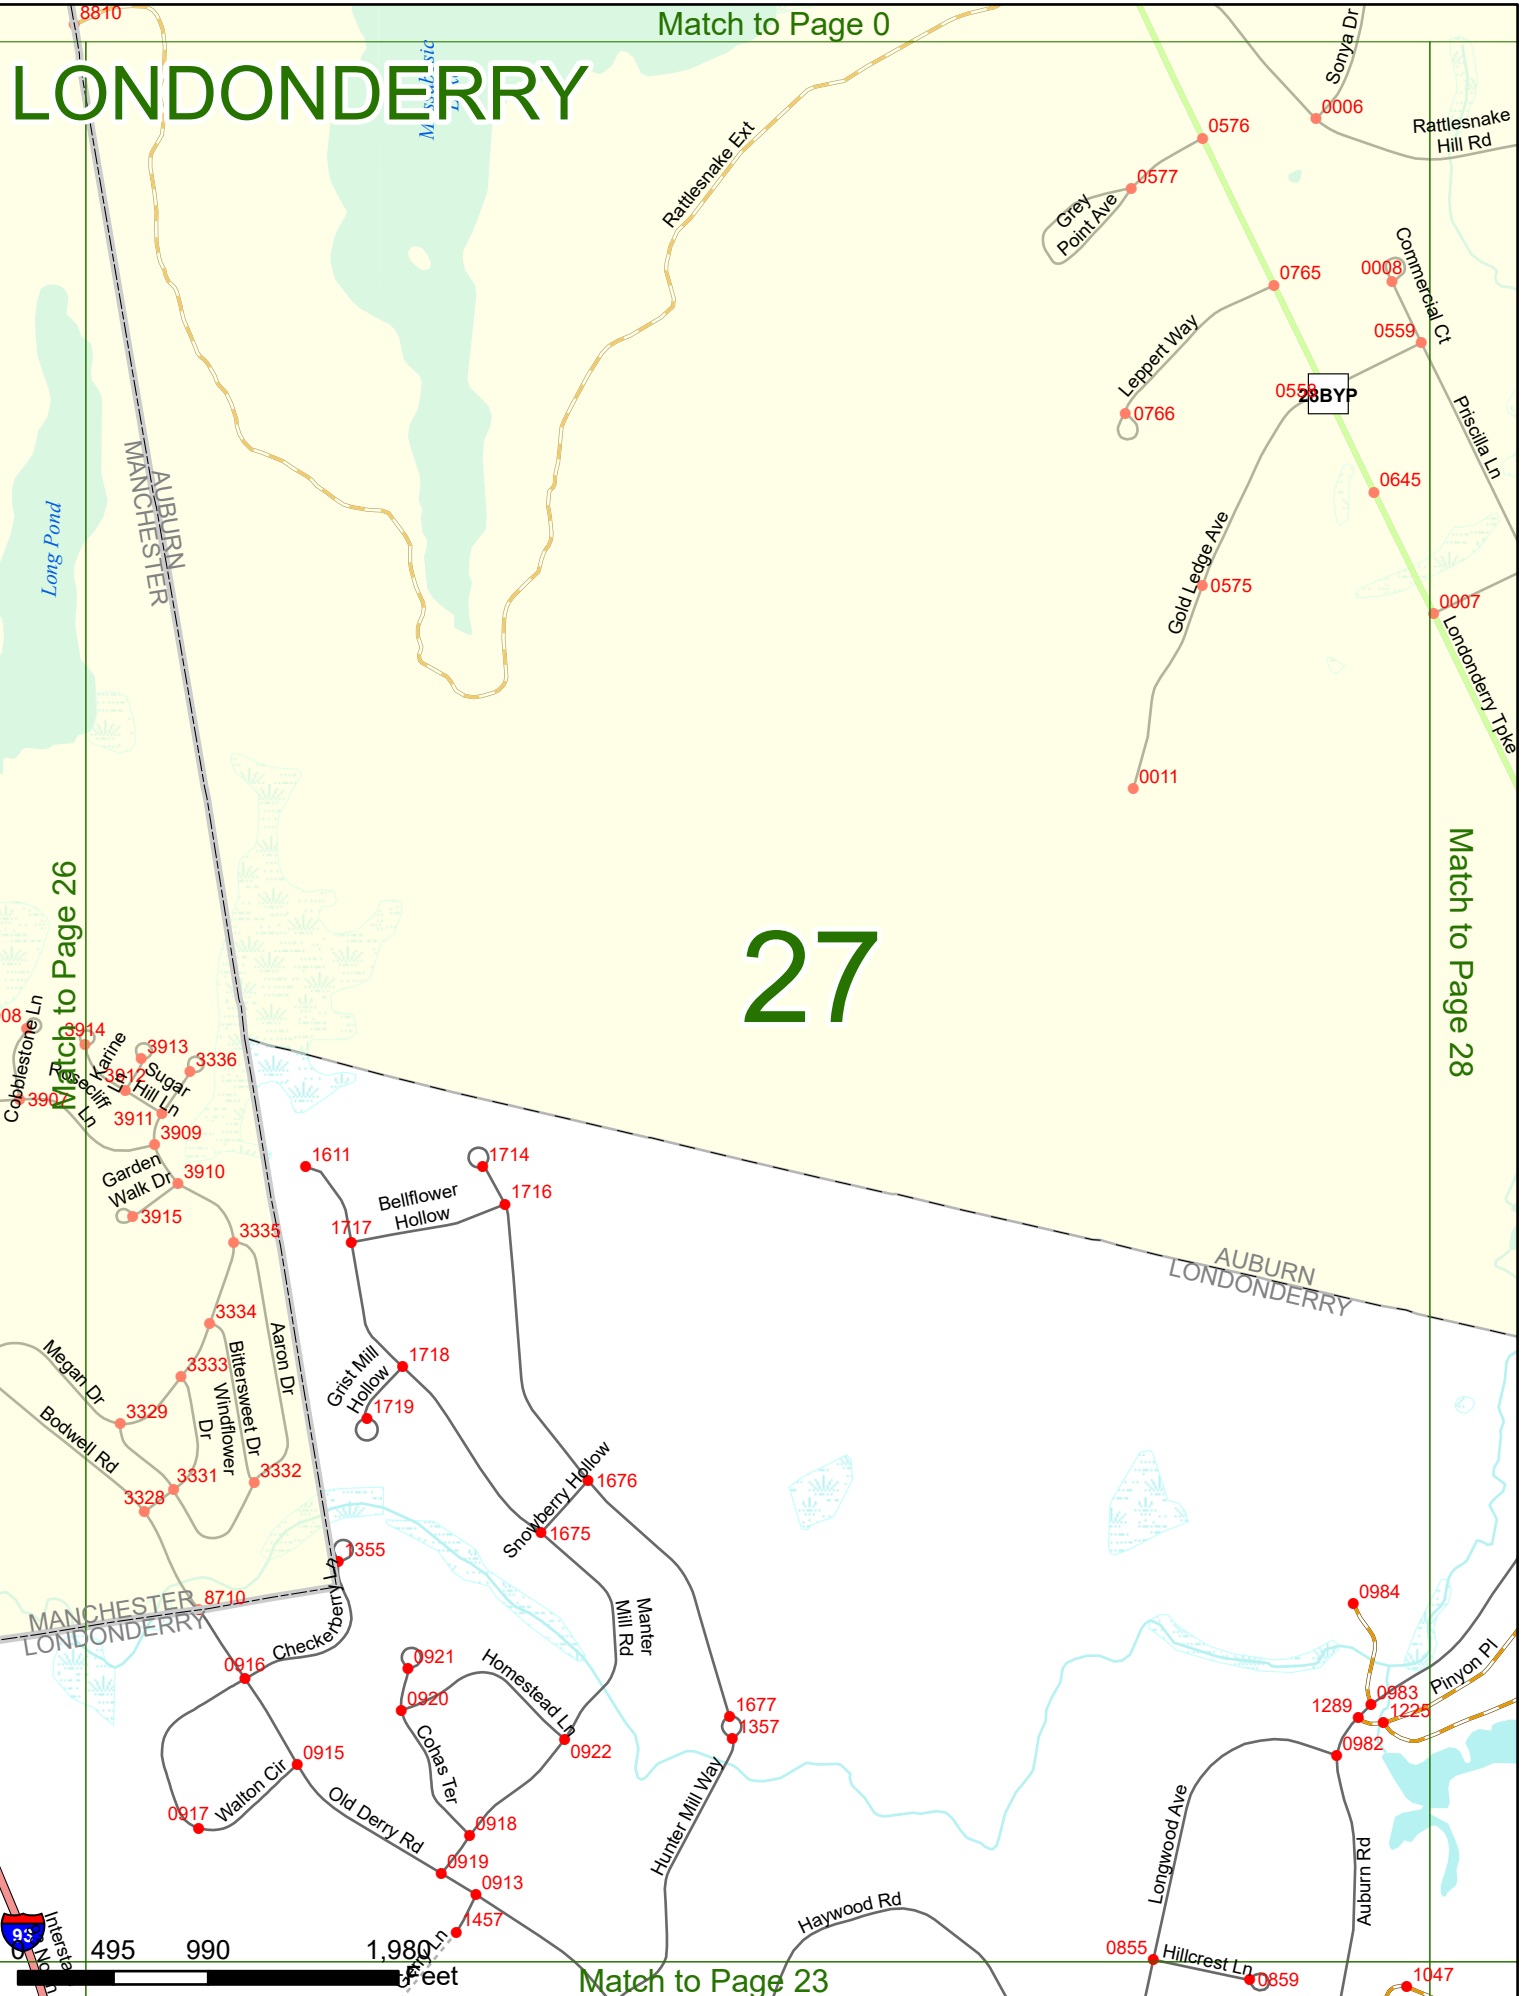 8810
Match to Page 0
LONDONDERRY
Sonya Dr
0006
Rattlesnake
Hill Rd
0576
0577
Grey
Point Ave
Rattlesnake Ext
0765
0008
Commercial Ct
0559
Leppert Way
0766
28BYP
Priscilla Ln
0645
AUBURN
MANCHESTER
Long Pond
Gold Ledge Ave
0575
0007
Londonderry Tpke
0011
Match to Page 26
27
Match to Page 28
08
Cobblestone Ln
3914
Karine
Ln
3913
3336
3912
Sugar
Hill Ln
Rosecliff
Ln
3907
3911
3909
Garden
Walk Dr
3910
3915
3335
1611
1714
1716
Bellflower
Hollow
1717
AUBURN
LONDONDERRY
3334
Aaron Dr
Bittersweet Dr
Windflower
Dr
3333
Megan Dr
3329
Bodwell Rd
3331
3332
3328
Grist Mill
Hollow
1718
1719
Snowberry Hollow
1676
1675
1355
Checkerberry Ln
8710
MANCHESTER
LONDONDERRY
Manter
Mill Rd
0984
0916
0921
0920
Homestead Ln
Cohas Ter
0922
1677
1357
Pinyon Pl
0983
1289
1225
0982
0915
Walton Cir
0917
Old Derry Rd
0918
0919
0913
1457
Hunter Mill Way
Haywood Rd
Longwood Ave
Auburn Rd
0855
Hillcrest Ln
0859
1047
93
0
495
990
1,980
Feet
Match to Page 23